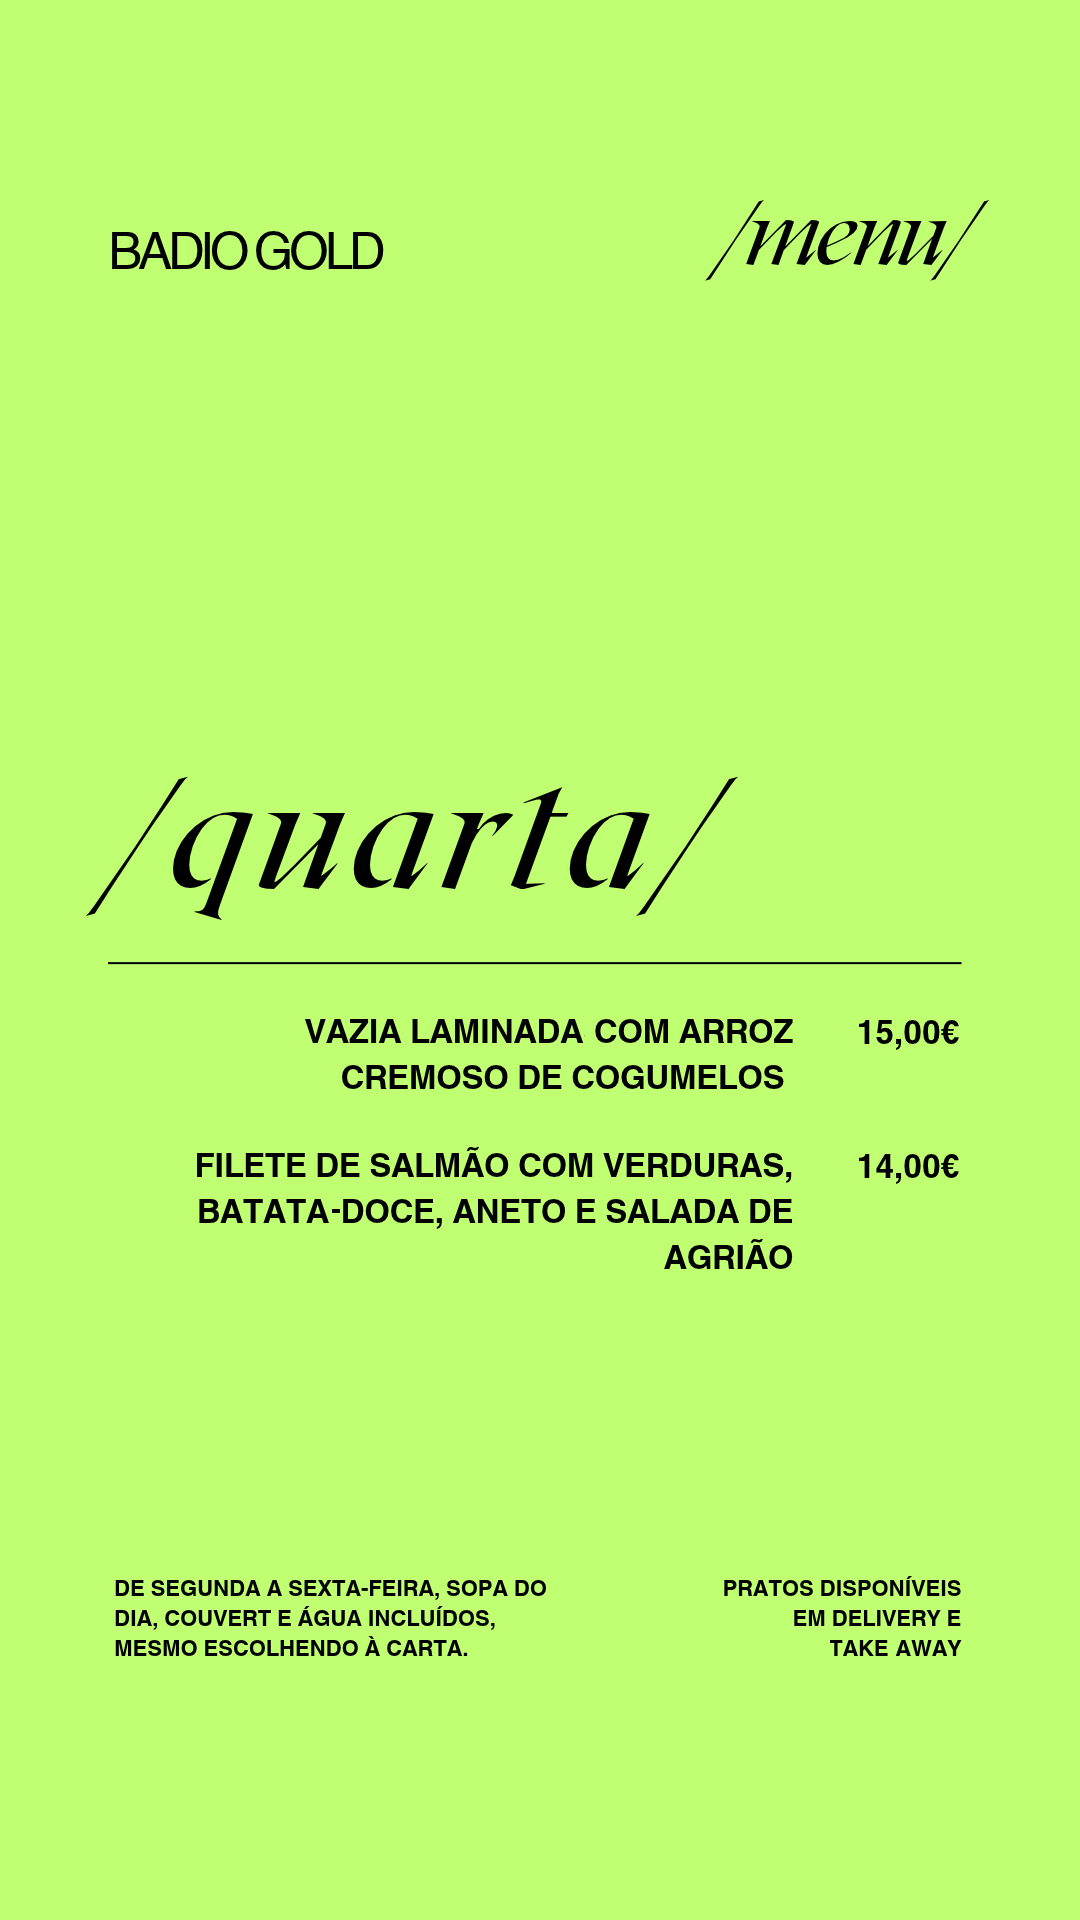 BADIO GOLD
/menu/
/quarta/
VAZIA LAMINADA COM ARROZ 15,00€
CREMOSO DE COGUMELOS
FILETE DE SALMÃO COM VERDURAS, 14,00€
BATATA-DOCE, ANETO E SALADA DE
AGRIÃO
DE SEGUNDA A SEXTA-FEIRA, SOPA DO
DIA, COUVERT E ÁGUA INCLUÍDOS,
MESMO ESCOLHENDO À CARTA.
PRATOS DISPONÍVEIS
EM DELIVERY E
TAKE AWAY